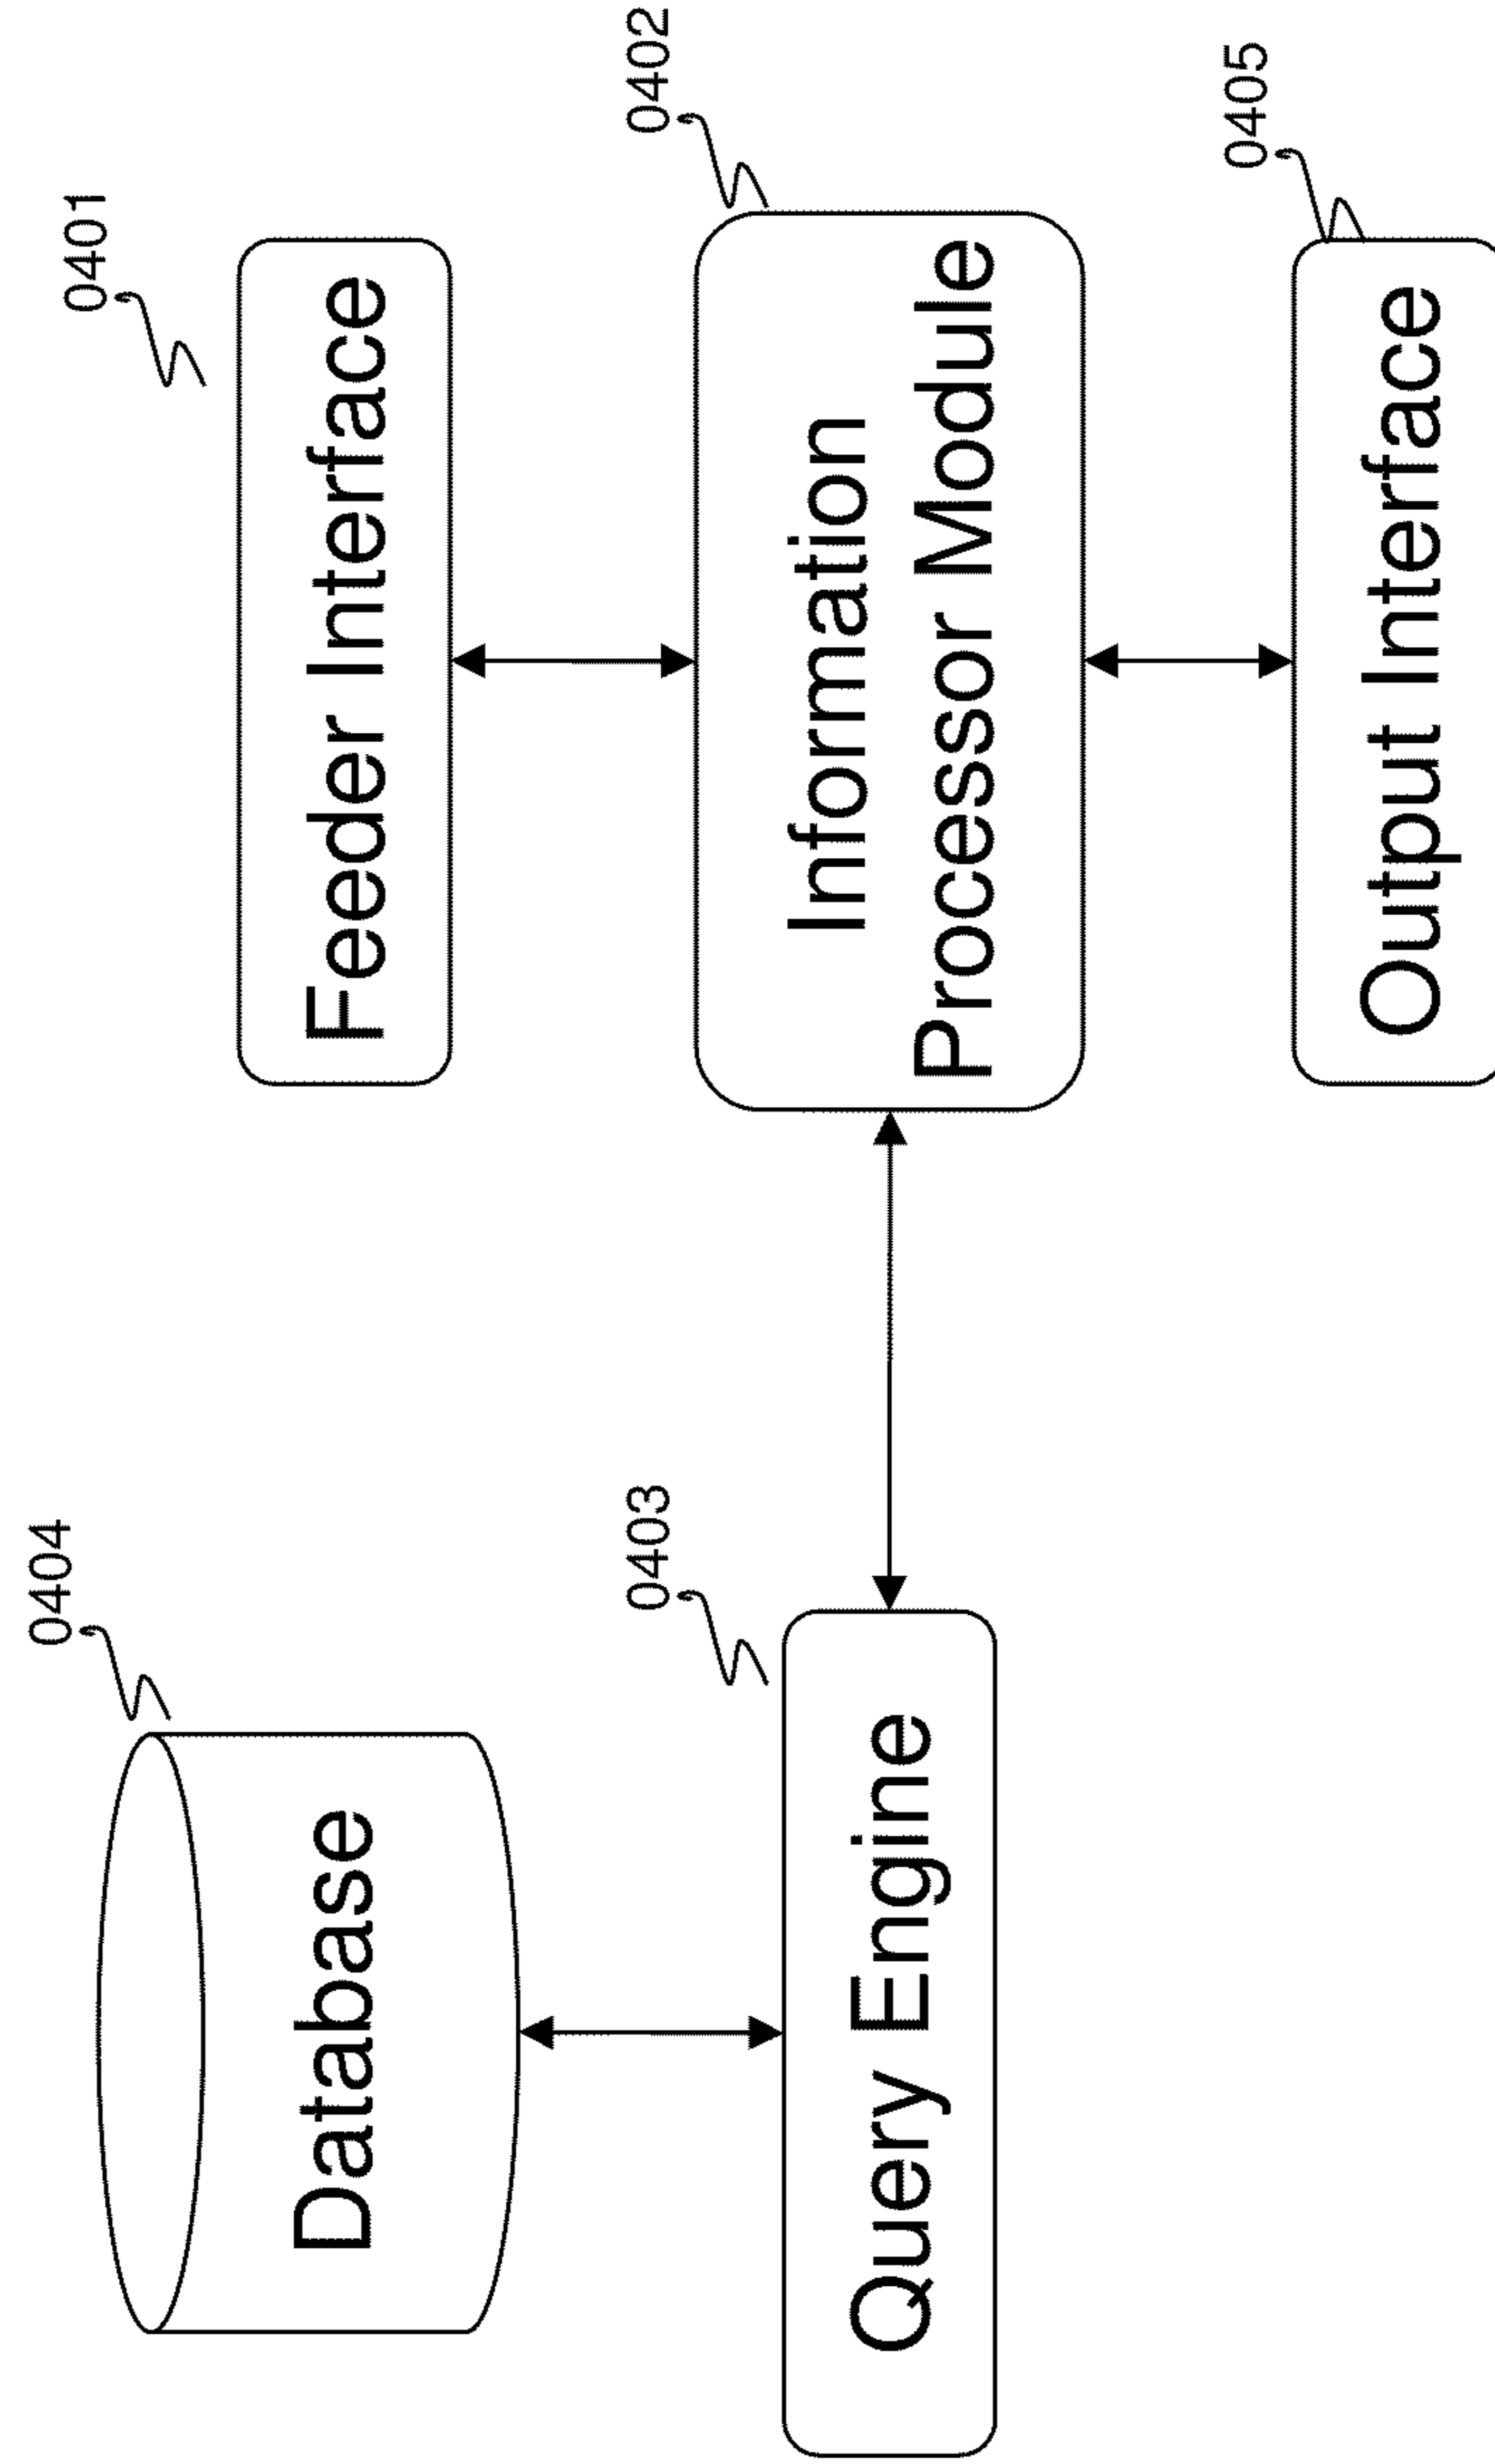 0404
Database
0403
Query Engine
0401
Feeder Interface
0402
Information
Processor Module
0405
Output Interface